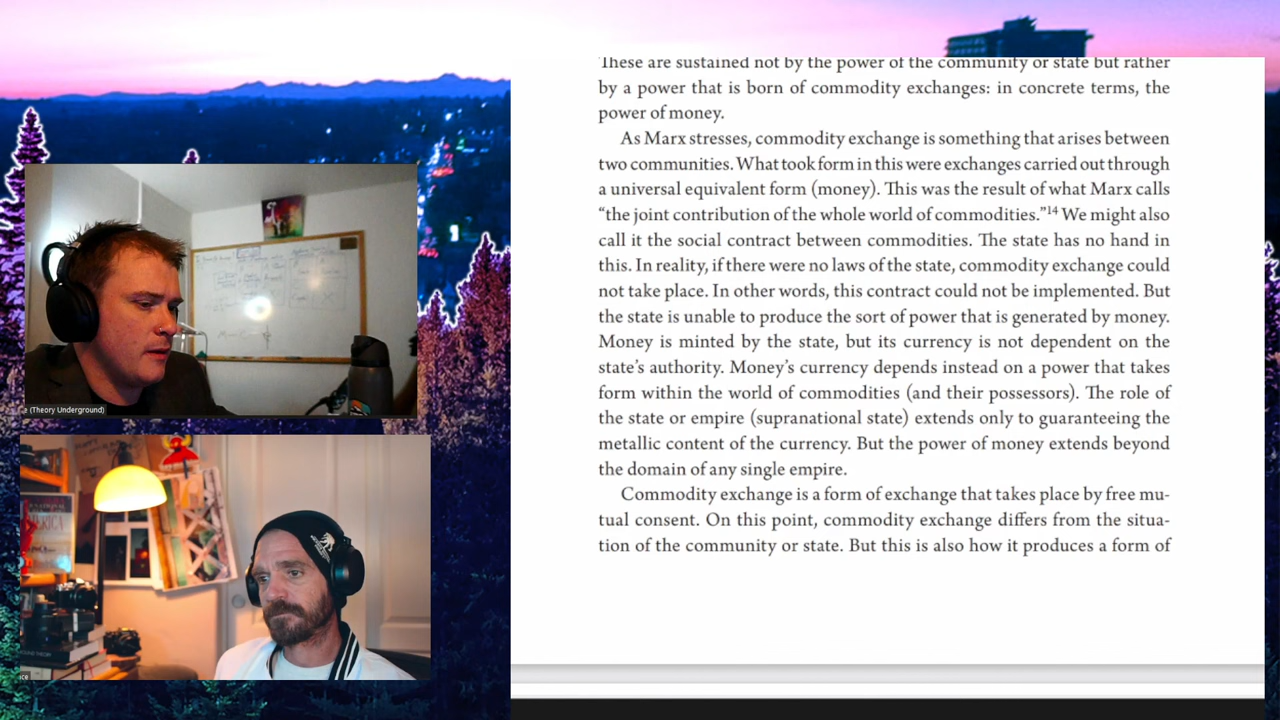 These are sustained not by the power of the community or state but rather
by a power that is born of commodity exchanges: in concrete terms, the
power of money.
As Marx stresses, commodity exchange is something that arises between
two communities. What took form in this were exchanges carried out through
a universal equivalent form (money). This was the result of what Marx calls
“the joint contribution of the whole world of commodities.”14 We might also
call it the social contract between commodities. The state has no hand in
this. In reality, if there were no laws of the state, commodity exchange could
not take place. In other words, this contract could not be implemented. But
the state is unable to produce the sort of power that is generated by money.
Money is minted by the state, but its currency is not dependent on the
state’s authority. Money’s currency depends instead on a power that takes
form within the world of commodities (and their possessors). The role of
the state or empire (supranational state) extends only to guaranteeing the
metallic content of the currency. But the power of money extends beyond
the domain of any single empire.
Commodity exchange is a form of exchange that takes place by free mu-
tual consent. On this point, commodity exchange differs from the situa-
tion of the community or state. But this is also how it produces a form of
(Theory Underground)